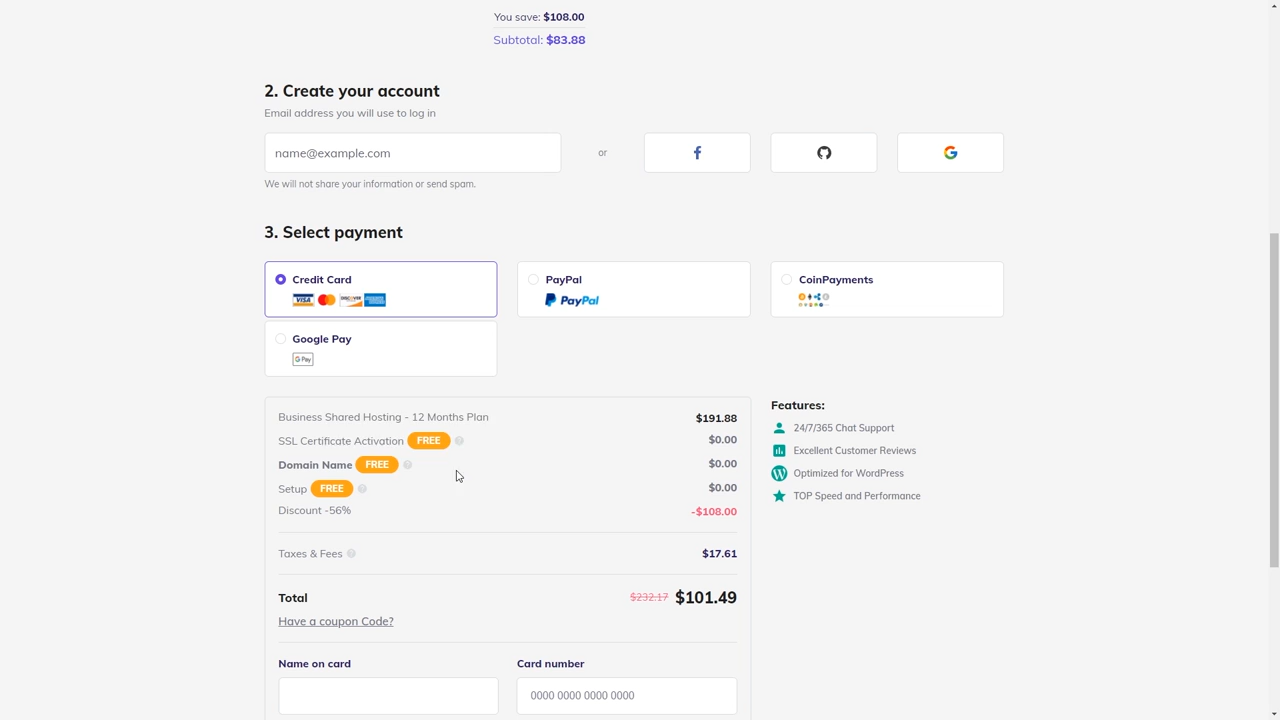 You save: $108.00
Subtotal: $83.88
2. Create your account
Email address you will use to log in
name@example.com
or
We will not share your information or send spam.
3. Select payment
Credit Card
VISA DISCOVER
PayPal
PayPal
CoinPayments
Google Pay
G Pay
Business Shared Hosting - 12 Months Plan $191.88
SSL Certificate Activation FREE ? $0.00
Domain Name FREE ? $0.00
Setup FREE ? $0.00
Discount -56% -$108.00
Taxes & Fees ? $17.61
Total $232.17 $101.49
Have a coupon Code?
Name on card
Card number
0000 0000 0000 0000
Features:
24/7/365 Chat Support
Excellent Customer Reviews
Optimized for WordPress
TOP Speed and Performance